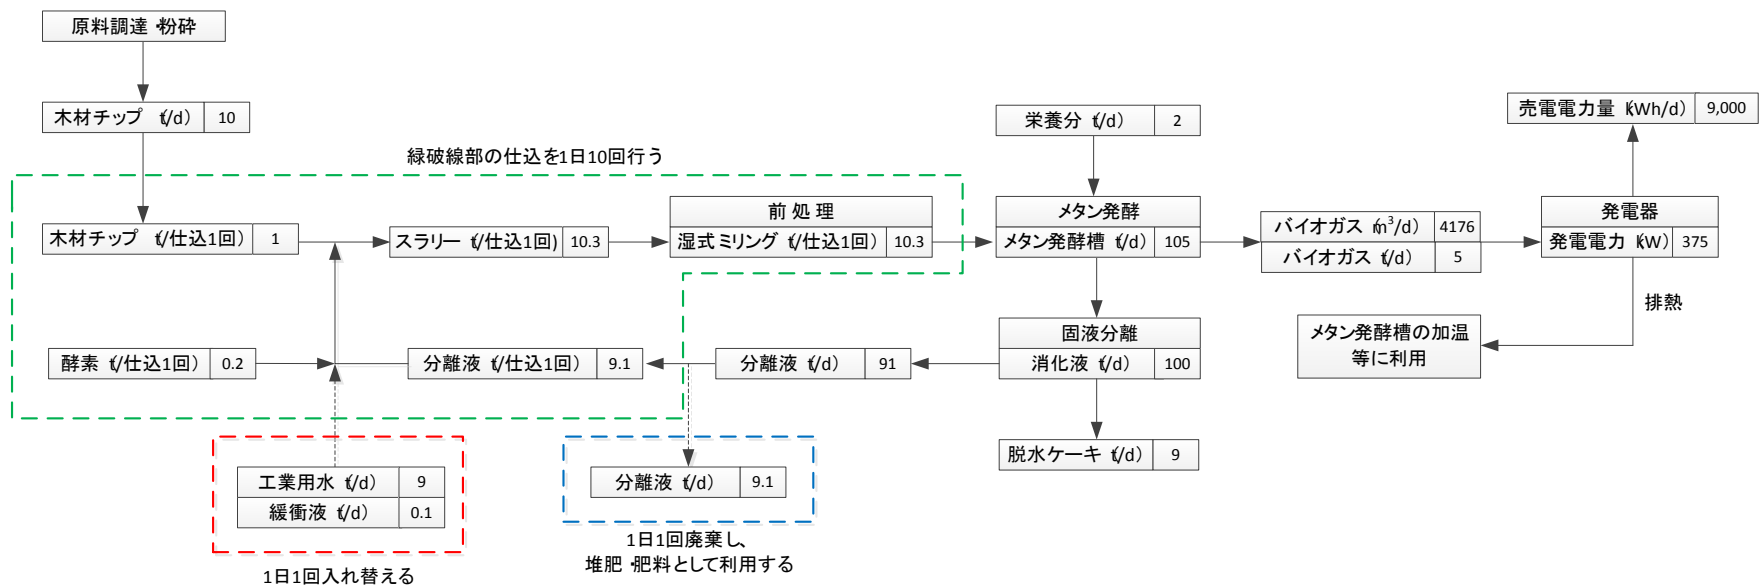 原料調達・粉砕
木材チップ (t/d) 10
緑破線部の仕込を1日10回行う
木材チップ (t/仕込1回) 1
スラリー (t/仕込1回) 10.3
前処理
湿式ミリング (t/仕込1回) 10.3
栄養分 (t/d) 2
メタン発酵
メタン発酵槽 (t/d) 105
バイオガス (m³/d) 4176
バイオガス (t/d) 5
売電電力量 (kWh/d) 9,000
発電器
発電電力 (kW) 375
排熱
メタン発酵槽の加温
等に利用
酵素 (t/仕込1回) 0.2
分離液 (t/仕込1回) 9.1
分離液 (t/d) 91
固液分離
消化液 (t/d) 100
脱水ケーキ (t/d) 9
工業用水 (t/d) 9
緩衝液 (t/d) 0.1
1日1回入れ替える
分離液 (t/d) 9.1
1日1回廃棄し、
堆肥・肥料として利用する